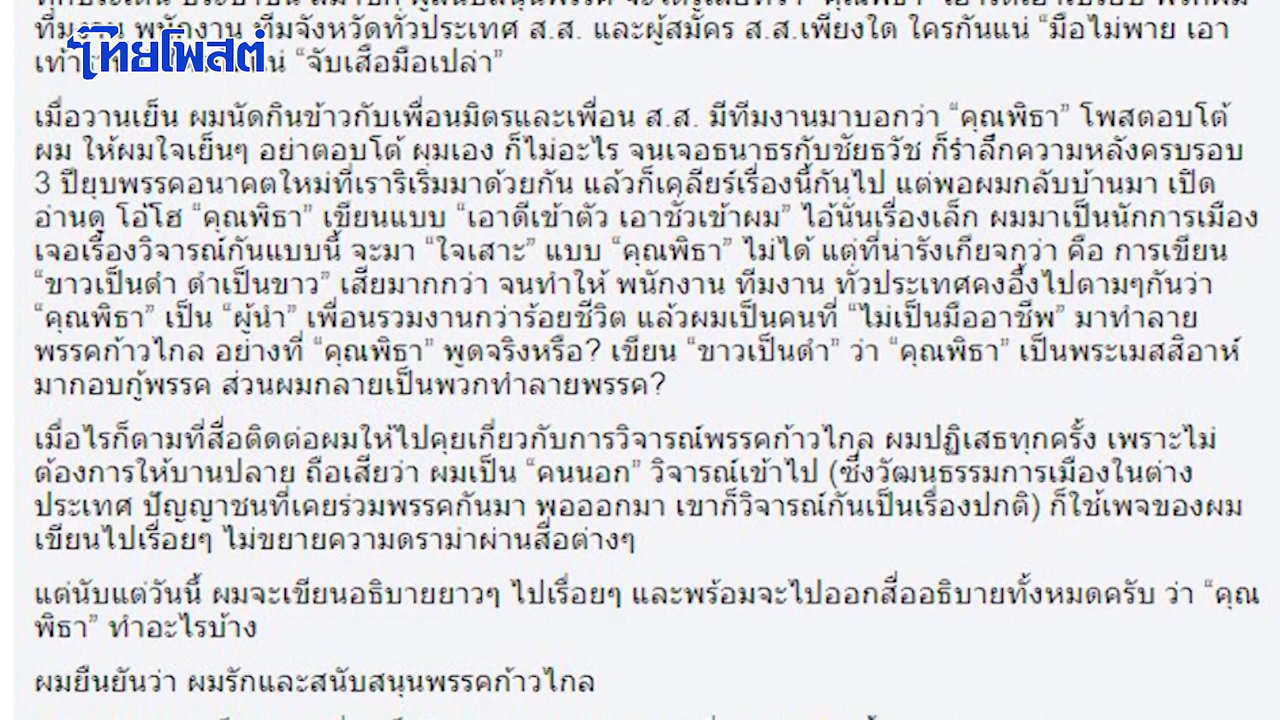 ทีมงาน พนักงาน ทีมจังหวัดทั่วประเทศ ส.ส. และผู้สมัคร ส.ส.เพียงใด ใครกันแน่ “มือไม่พาย เอา
ไทยโพสต์
“จับเสือมือเปล่า”
เมื่อวานเย็น ผมนัดกินข้าวกับเพื่อนมิตรและเพื่อน ส.ส. มีทีมงานมาบอกว่า “คุณพิธา” โพสตอบโต้
ผม ให้ผมใจเย็นๆ อย่าตอบโต้ ผมเอง ก็ไม่อะไร จนเจอธนาธรกับชัยธวัช ก็รำลึกความหลังครบรอบ
3 ปียุบพรรคอนาคตใหม่ที่เราริเริ่มมาด้วยกัน แล้วก็เคลียร์เรื่องนี้กันไป แต่พอผมกลับบ้านมา เปิด
อ่านดู โอ้โฮ “คุณพิธา” เขียนแบบ “เอาดีเข้าตัว เอาชั่วเข้าผม” ไอ้นั่นเรื่องเล็ก ผมมาเป็นนักการเมือง
เจอเรื่องวิจารณ์กันแบบนี้ จะมา “ใจเสาะ” แบบ “คุณพิธา” ไม่ได้ แต่ที่น่ารังเกียจกว่า คือ การเขียน
“ขาวเป็นดำ ดำเป็นขาว” เสียมากกว่า จนทำให้ พนักงาน ทีมงาน ทั่วประเทศคงอึ้งไปตามๆกันว่า
“คุณพิธา” เป็น “ผู้นำ” เพื่อนร่วมงานกว่าร้อยชีวิต แล้วผมเป็นคนที่ “ไม่เป็นมืออาชีพ” มาทำลาย
พรรคก้าวไกล อย่างที่ “คุณพิธา” พูดจริงหรือ? เขียน “ขาวเป็นดำ” ว่า “คุณพิธา” เป็นพระเมสสิอาห์
มากอบกู้พรรค ส่วนผมกลายเป็นพวกทำลายพรรค?
เมื่อไรก็ตามที่สื่อติดต่อผมให้ไปคุยเกี่ยวกับการวิจารณ์พรรคก้าวไกล ผมปฏิเสธทุกครั้ง เพราะไม่
ต้องการให้บานปลาย ถือเสียว่า ผมเป็น “คนนอก” วิจารณ์เข้าไป (ซึ่งวัฒนธรรมการเมืองในต่าง
ประเทศ ปัญญาชนที่เคยร่วมพรรคกันมา พอออกมา เขาก็วิจารณ์กันเป็นเรื่องปกติ) ก็ใช้เพจของผม
เขียนไปเรื่อยๆ ไม่ขยายความดราม่าผ่านสื่อต่างๆ
แต่นับแต่วันนี้ ผมจะเขียนอธิบายยาวๆ ไปเรื่อยๆ และพร้อมจะไปออกสื่ออธิบายทั้งหมดครับ ว่า “คุณ
พิธา” ทำอะไรบ้าง
ผมยืนยันว่า ผมรักและสนับสนุนพรรคก้าวไกล